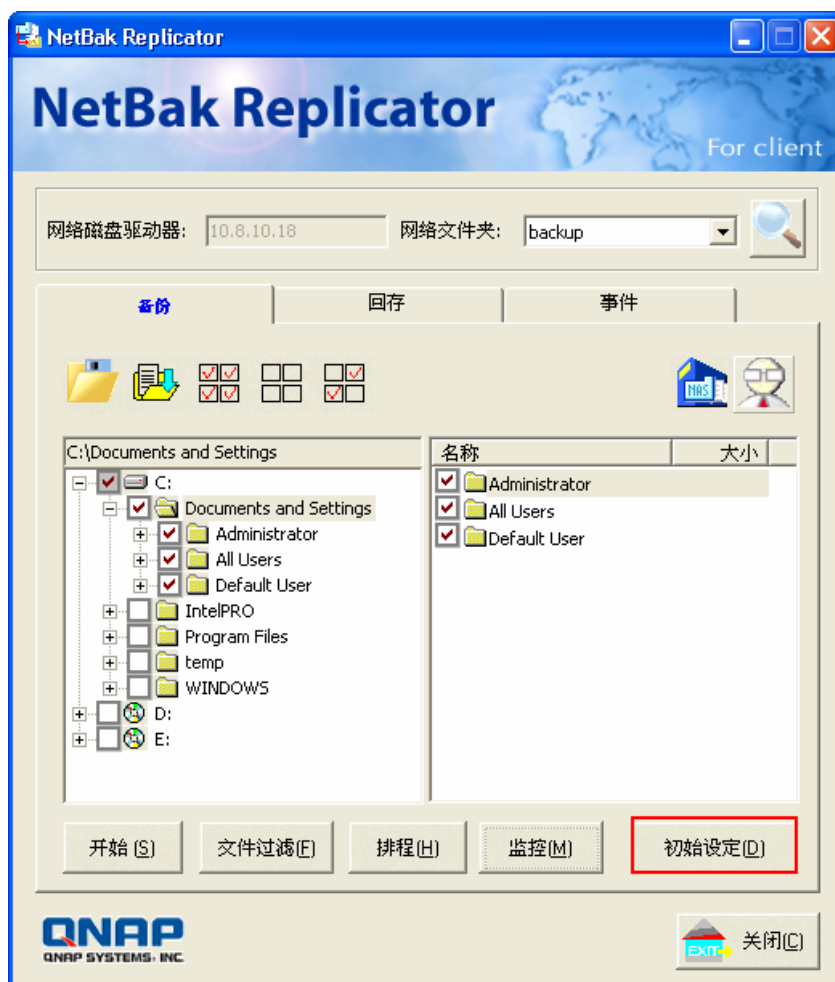 NetBak Replicator
NetBak Replicator
For client
网络磁盘驱动器: 10.8.10.18 网络文件夹: backup
备份 回存 事件
NAS
C:\Documents and Settings
C:
Documents and Settings
Administrator
All Users
Default User
IntelPRO
Program Files
temp
WINDOWS
D:
E:
名称 大小
Administrator
All Users
Default User
开始 (S) 文件过滤(F) 排程(H) 监控(M) 初始设定(D)
QNAP
QNAP SYSTEMS, INC.
EXIT 关闭(C)